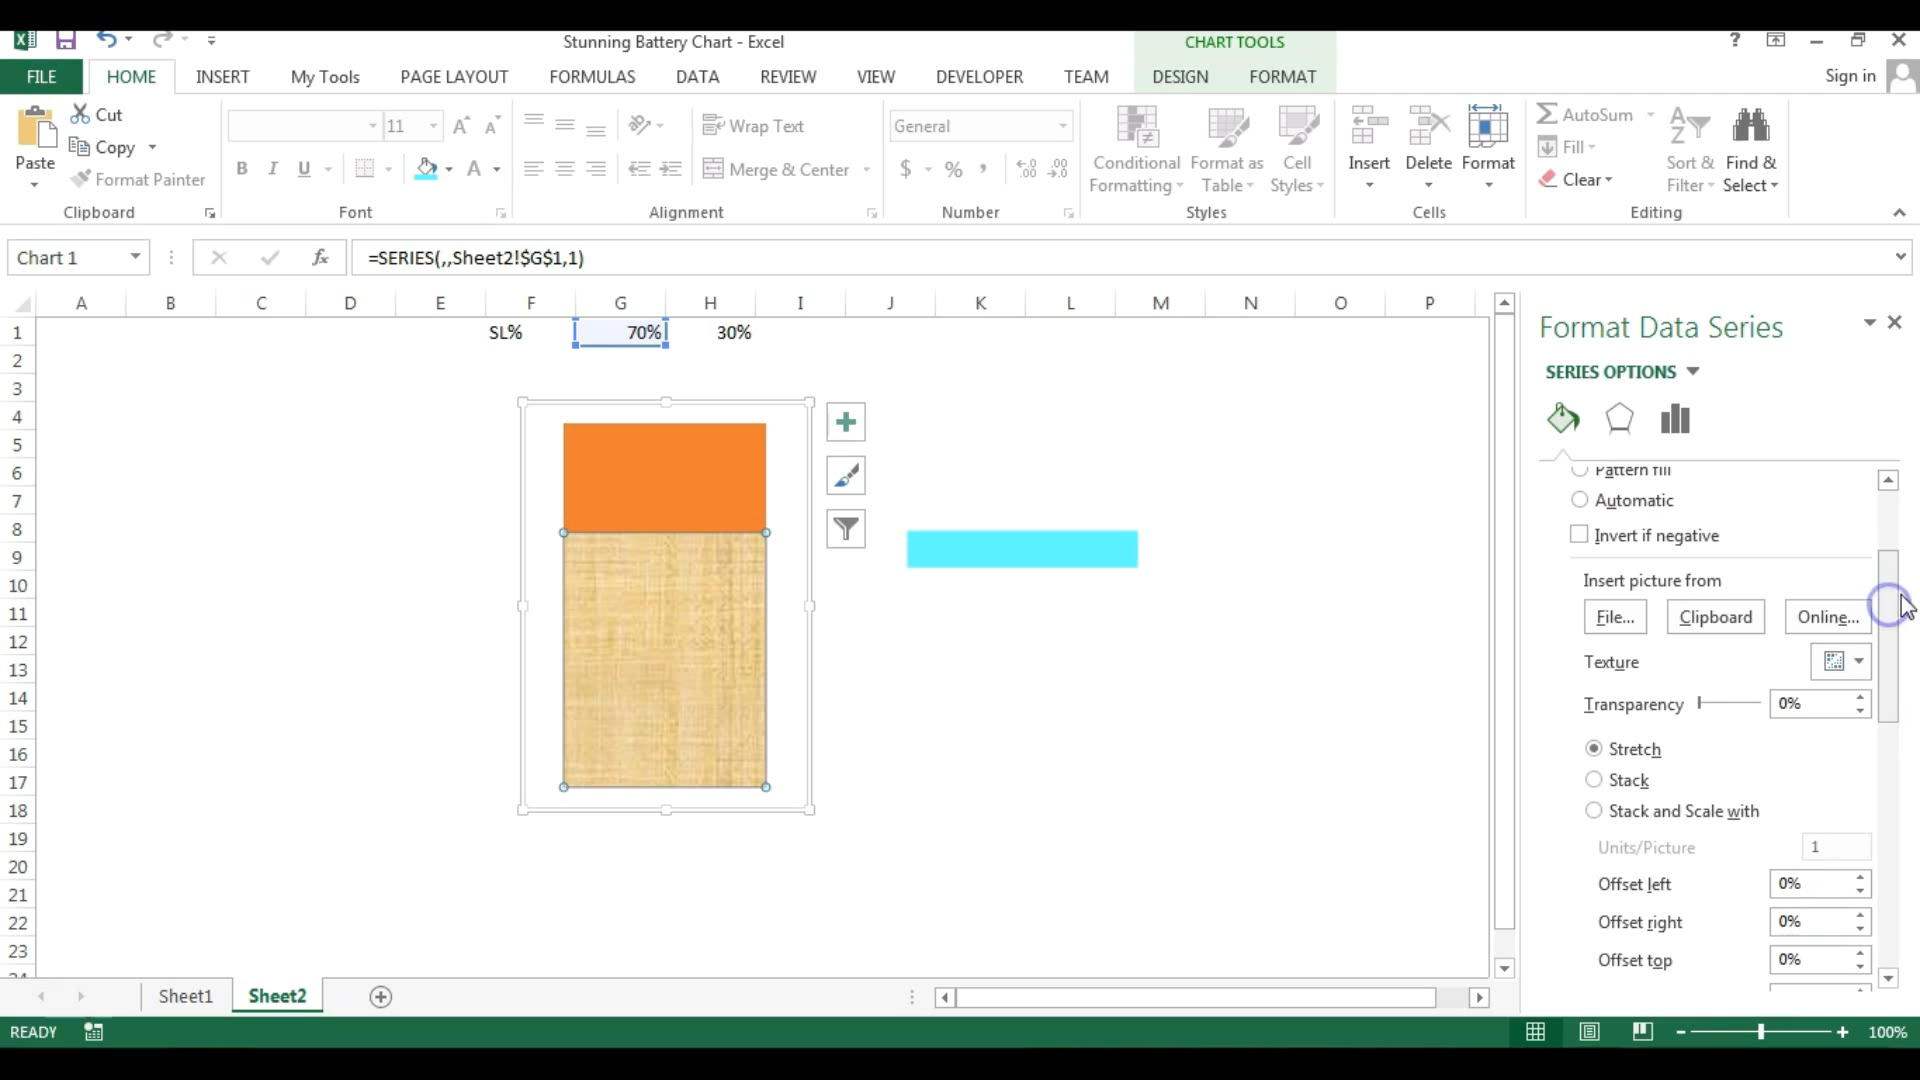 Stunning Battery Chart - Excel
CHART TOOLS
?
FILE HOME INSERT My Tools PAGE LAYOUT FORMULAS DATA REVIEW VIEW DEVELOPER TEAM DESIGN FORMAT Sign in
Paste
Cut
Copy
Format Painter
Clipboard
11
B I U
Font
Wrap Text
Merge & Center
Alignment
General
$ % ,
Number
Conditional Formatting
Format as Table
Cell Styles
Styles
Insert Delete Format
Cells
AutoSum
Fill
Clear
Sort & Filter
Find & Select
Editing
Chart 1
fx
=SERIES(,,Sheet2!$G$1,1)
A B C D E F G H I J K L M N O P
1 SL% 70% 30%
2
3
4
5
6
7
8
9
10
11
12
13
14
15
16
17
18
19
20
21
22
23
24
Format Data Series
SERIES OPTIONS
Pattern fill
Automatic
Invert if negative
Insert picture from
File... Clipboard Online...
Texture
Transparency 0%
Stretch
Stack
Stack and Scale with
Units/Picture 1
Offset left 0%
Offset right 0%
Offset top 0%
Sheet1 Sheet2
READY
100%